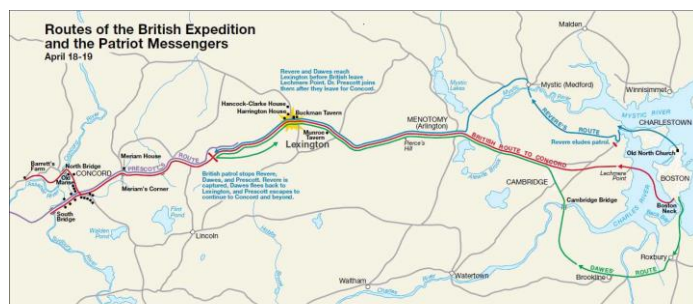 Routes of the British Expedition
and the Patriot Messengers
April 18-19
Revere and Dawes reach
Lexington before British leave
Lechmere Point, Dr. Prescott joins
them after they leave for Concord.
Malden
Mystic
Lakes
Mystic (Medford)
Winnisimmet
MYSTIC RIVER
CHARLESTOWN
REVERE'S ROUTE
Revere eludes patrol.
Old North Church
Hancock-Clarke House
Harrington House
Buckman Tavern
Munroe
Tavern
Lexington
MENOTOMY
(Arlington)
Pierce's
Hill
BRITISH ROUTE TO CONCORD
Lechmere
Point
BOSTON
Boston
Neck
Back Bay
CAMBRIDGE
Cambridge Bridge
CHARLES RIVER
Barrett's
Farm
North Bridge
CONCORD
Old
Manse
South
Bridge
Meriam House
Meriam's Corner
PRESCOTT'S ROUTE
British patrol stops Revere,
Dawes, and Prescott. Revere
is captured, Dawes flees back to
Lexington, and Prescott escapes to
continue to Concord and beyond.
Flint
Pond
Walden Pond
Sudbury
River
Lincoln
Waltham
Charles
River
Watertown
Brookline
Roxbury
DAWES ROUTE